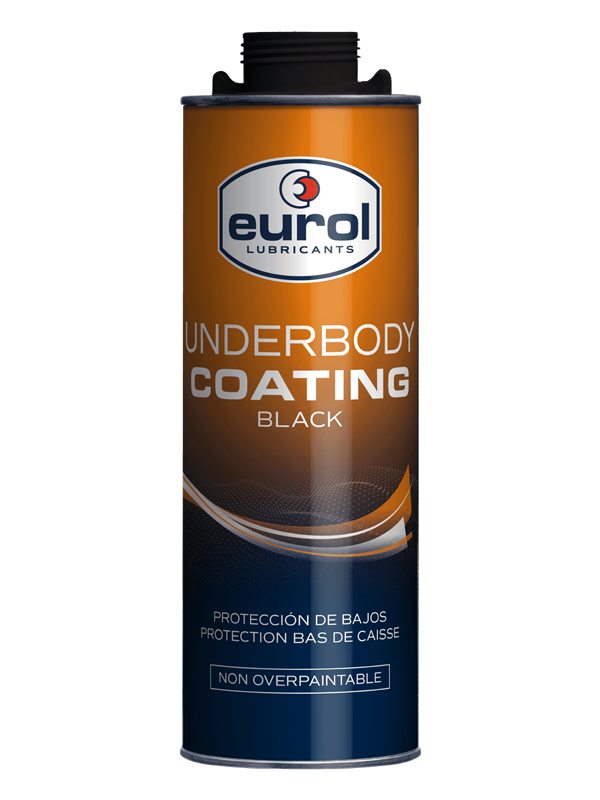 eurol
LUBRICANTS
UNDERBODY
COATING
BLACK
PROTECCIÓN DE BAJOS
PROTECTION BAS DE CAISSE
NON OVERPAINTABLE